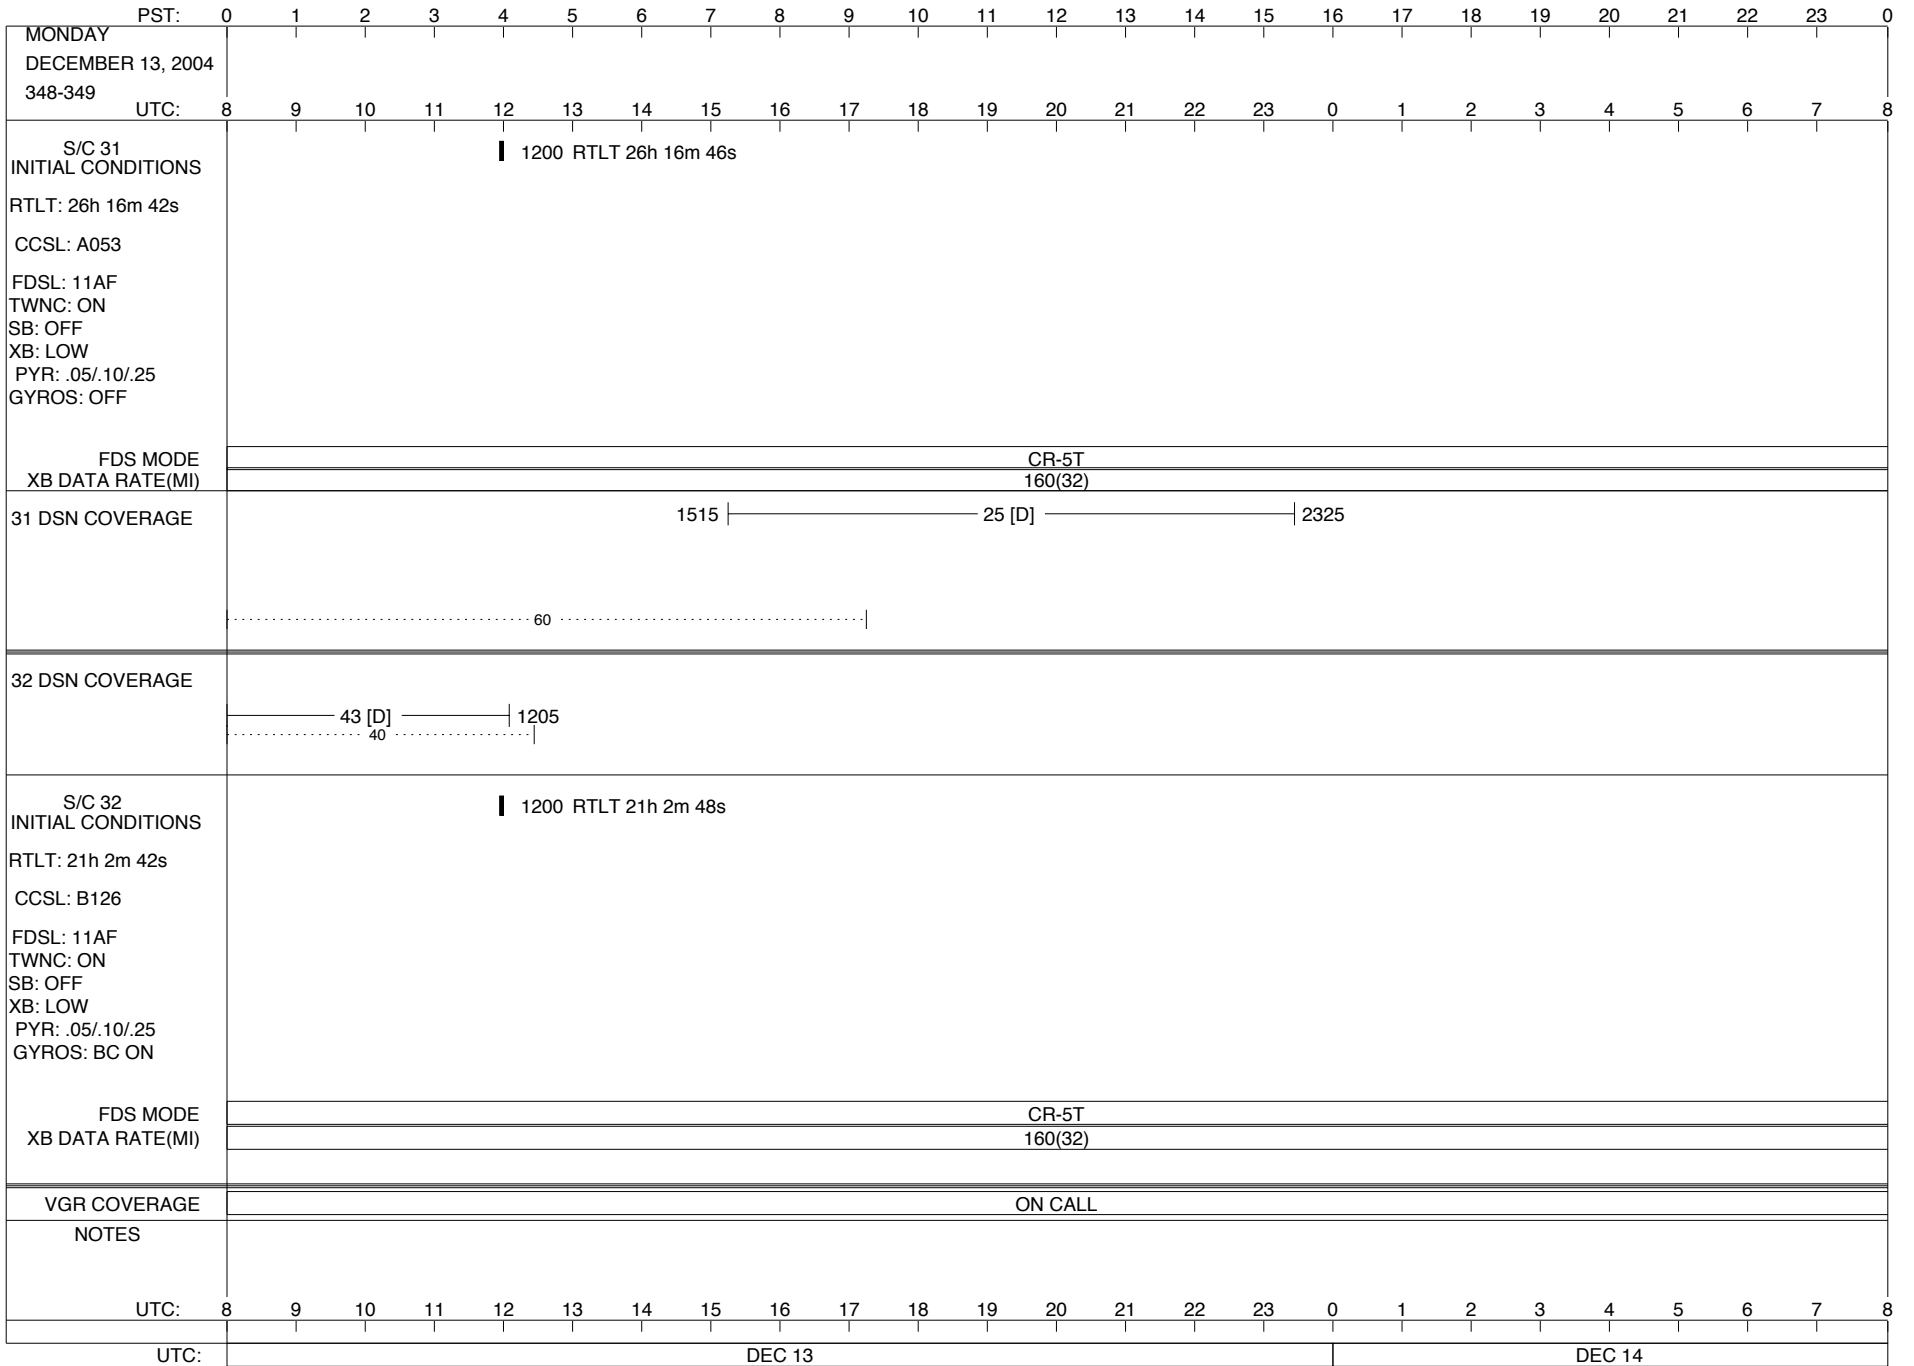 PST: 0 1 2 3 4 5 6 7 8 9 10 11 12 13 14 15 16 17 18 19 20 21 22 23 0
MONDAY
DECEMBER 13, 2004
348-349
UTC: 8 9 10 11 12 13 14 15 16 17 18 19 20 21 22 23 0 1 2 3 4 5 6 7 8
S/C 31
INITIAL CONDITIONS
1200 RTLT 26h 16m 46s
RTLT: 26h 16m 42s
CCSL: A053
FDSL: 11AF
TWNC: ON
SB: OFF
XB: LOW
PYR: .05/.10/.25
GYROS: OFF
FDS MODE CR-5T
XB DATA RATE(MI) 160(32)
31 DSN COVERAGE 1515 25 [D] 2325
60
32 DSN COVERAGE
43 [D] 1205
40
S/C 32
INITIAL CONDITIONS
1200 RTLT 21h 2m 48s
RTLT: 21h 2m 42s
CCSL: B126
FDSL: 11AF
TWNC: ON
SB: OFF
XB: LOW
PYR: .05/.10/.25
GYROS: BC ON
FDS MODE CR-5T
XB DATA RATE(MI) 160(32)
VGR COVERAGE ON CALL
NOTES
UTC: 8 9 10 11 12 13 14 15 16 17 18 19 20 21 22 23 0 1 2 3 4 5 6 7 8
UTC: DEC 13 DEC 14